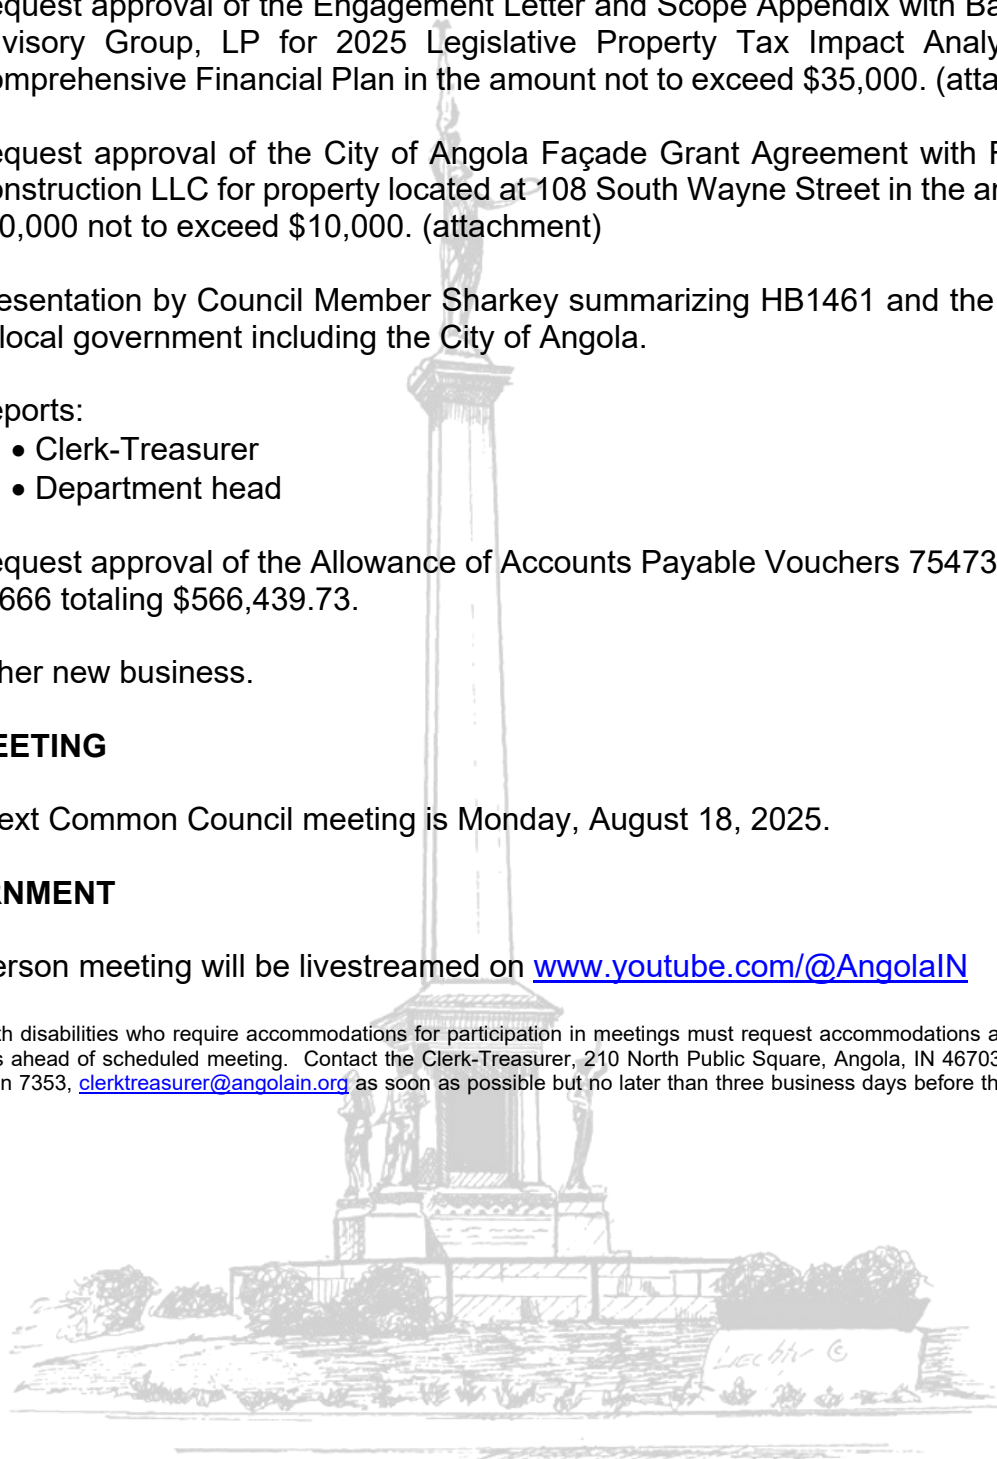 equest approval of the Engagement Letter and Scope Appendix with Ba
visory Group, LP for 2025 Legislative Property Tax Impact Analy
omprehensive Financial Plan in the amount not to exceed $35,000. (atta
equest approval of the City of Angola Façade Grant Agreement with
onstruction LLC for property located at 108 South Wayne Street in the a
0,000 not to exceed $10,000. (attachment)
esentation by Council Member Sharkey summarizing HB1461 and the
local government including the City of Angola.
eports:
• Clerk-Treasurer
• Department head
equest approval of the Allowance of Accounts Payable Vouchers 75473
666 totaling $566,439.73.
her new business.
EETING
ext Common Council meeting is Monday, August 18, 2025.
RNMENT
erson meeting will be livestreamed on www.youtube.com/@AngolaIN
th disabilities who require accommodations for participation in meetings must request accommodations a
s ahead of scheduled meeting. Contact the Clerk-Treasurer, 210 North Public Square, Angola, IN 46703
n 7353, clerktreasurer@angolain.org as soon as possible but no later than three business days before th